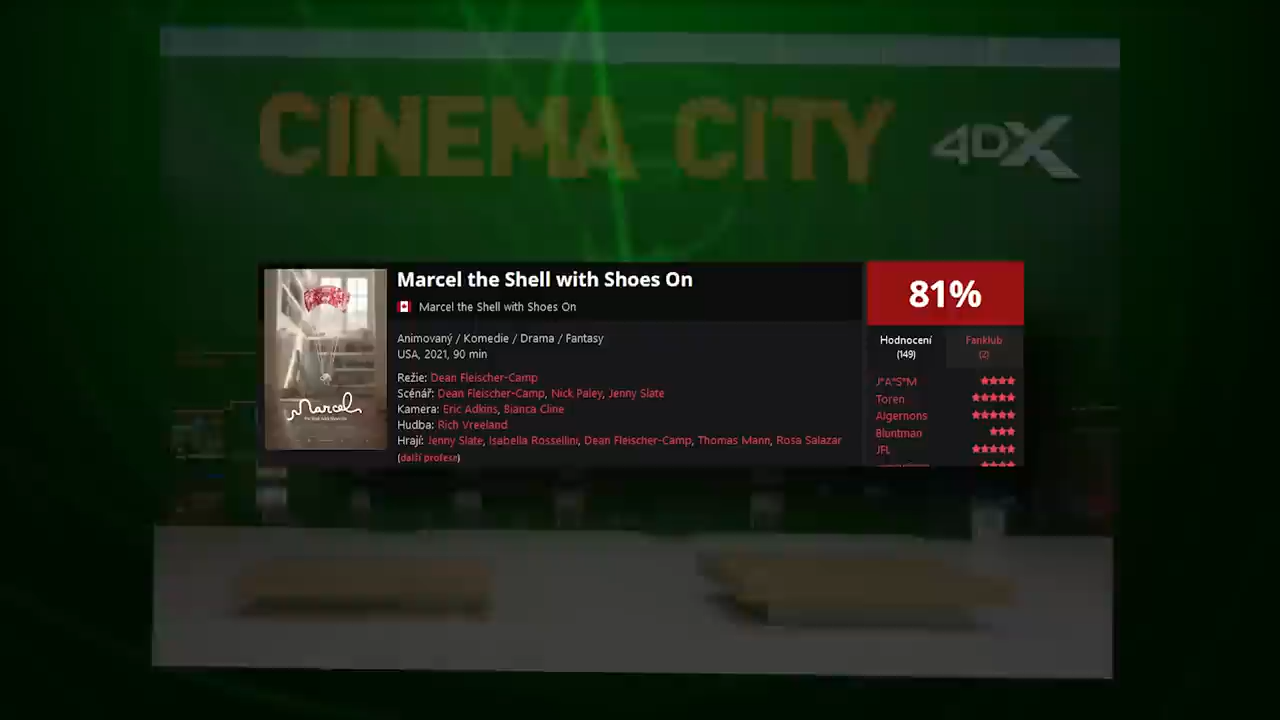 CINEMA CITY 4DX
Marcel the Shell with Shoes On
81%
Marcel the Shell with Shoes On
Animovaný / Komedie / Drama / Fantasy
USA, 2021, 90 min
Režie: Dean Fleischer-Camp
Scénář: Dean Fleischer-Camp, Nick Paley, Jenny Slate
Kamera: Eric Adkins, Bianca Cline
Hudba: Rich Vreeland
Hrají: Jenny Slate, Isabella Rossellini, Dean Fleischer-Camp, Thomas Mann, Rosa Salazar
(další profese)
Hodnocení
(149)
Fanklub
(2)
J*A*S*M
Toren
Algernons
Bluntman
JFL
Marcel